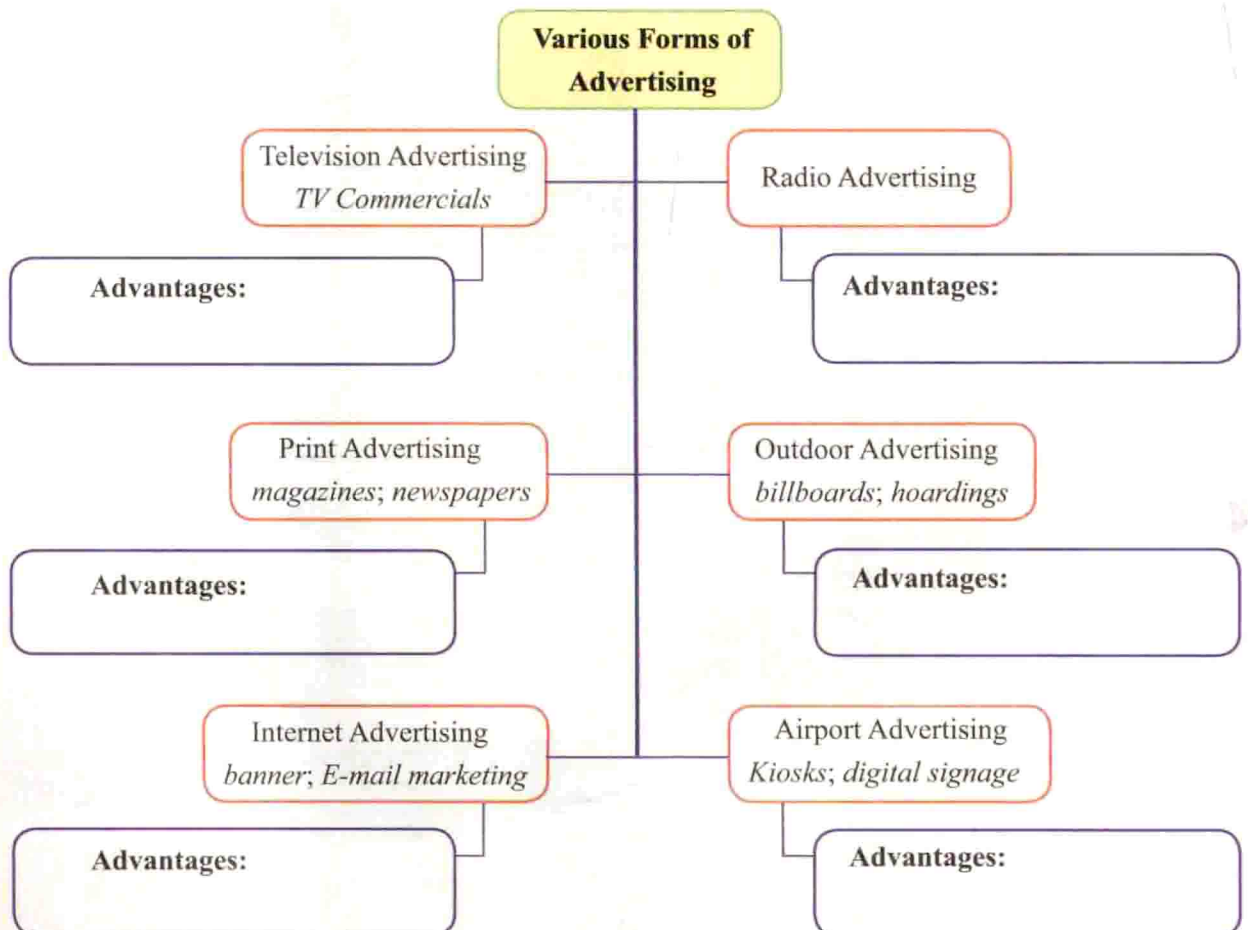 Various Forms of
Advertising
Television Advertising
TV Commercials
Radio Advertising
Advantages:
Advantages:
Print Advertising
magazines; newspapers
Outdoor Advertising
billboards; hoardings
Advantages:
Advantages:
Internet Advertising
banner; E-mail marketing
Airport Advertising
Kiosks; digital signage
Advantages:
Advantages: